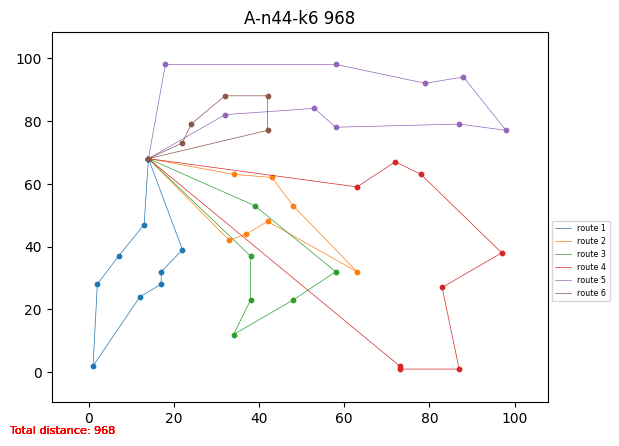 A-n44-k6 968
100
80
60
40
20
0
0 20 40 60 80 100
route 1
route 2
route 3
route 4
route 5
route 6
Total distance: 968